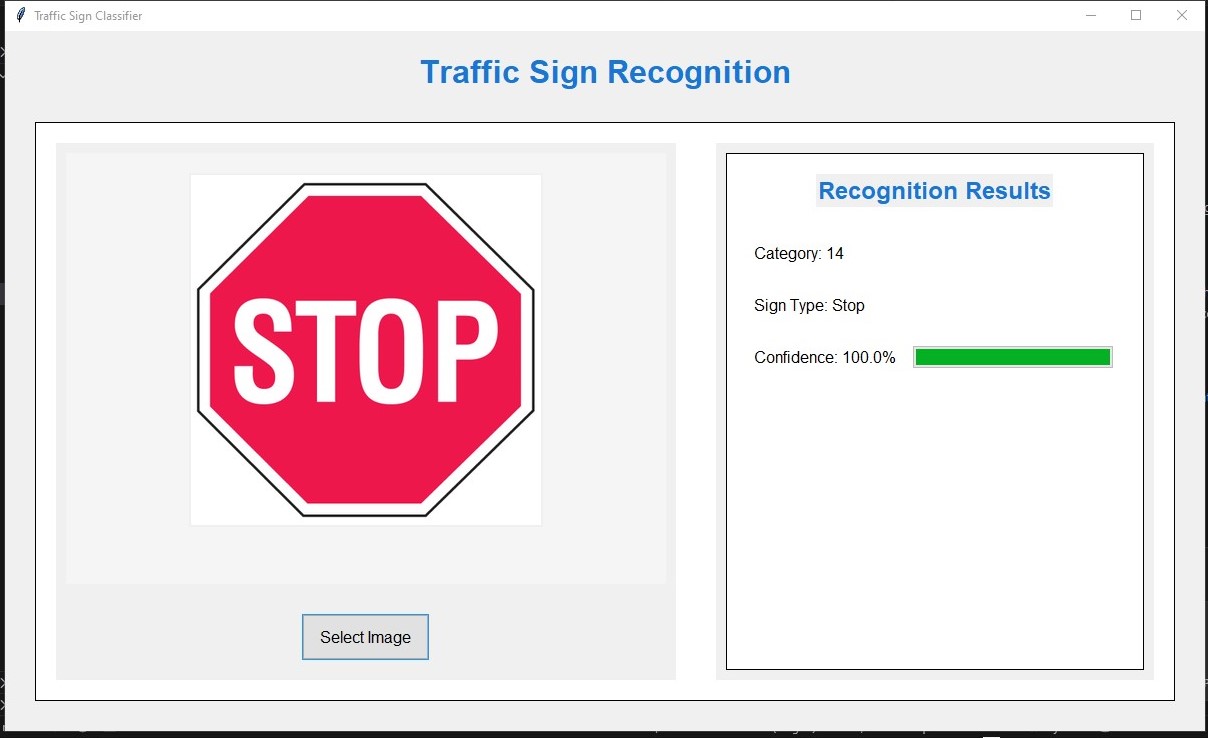 Traffic Sign Classifier
Traffic Sign Recognition
STOP
Select Image
Recognition Results
Category: 14
Sign Type: Stop
Confidence: 100.0%